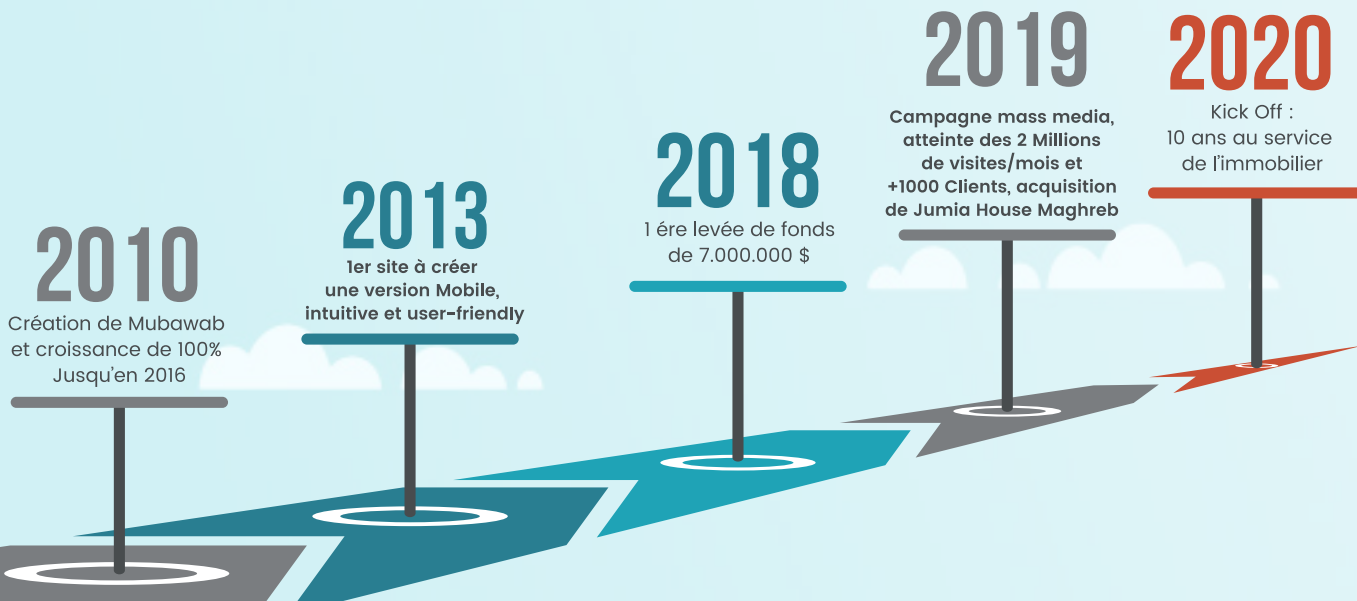 2010
Création de Mubawab
et croissance de 100%
Jusqu'en 2016
2013
1er site à créer
une version Mobile,
intuitive et user-friendly
2018
1 ére levée de fonds
de 7.000.000 $
2019
Campagne mass media,
atteinte des 2 Millions
de visites/mois et
+1000 Clients, acquisition
de Jumia House Maghreb
2020
Kick Off :
10 ans au service
de l'immobilier